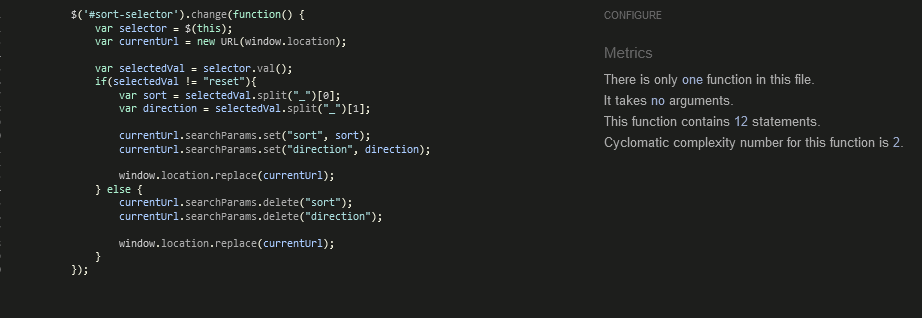 $('#sort-selector').change(function() {
var selector = $(this);
var currentUrl = new URL(window.location);
var selectedVal = selector.val();
if(selectedVal != "reset"){
var sort = selectedVal.split("_")[0];
var direction = selectedVal.split("_")[1];
currentUrl.searchParams.set("sort", sort);
currentUrl.searchParams.set("direction", direction);
window.location.replace(currentUrl);
} else {
currentUrl.searchParams.delete("sort");
currentUrl.searchParams.delete("direction");
window.location.replace(currentUrl);
}
});
CONFIGURE
Metrics
There is only one function in this file.
It takes no arguments.
This function contains 12 statements.
Cyclomatic complexity number for this function is 2.